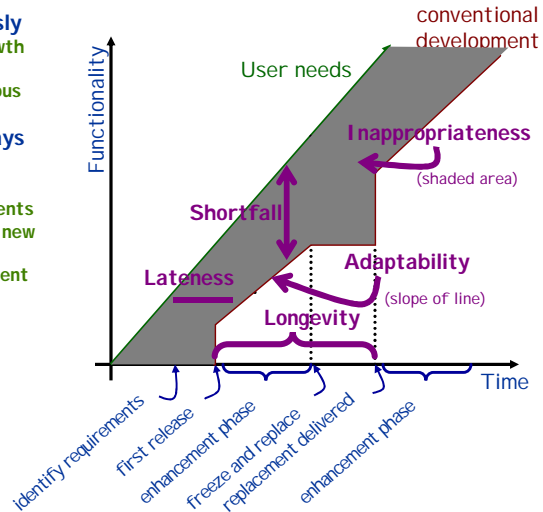 ously
wth
ous
ays
ents
new
ent
conventional
development
User needs
Functionality
Inappropriateness
(shaded area)
Shortfall
Adaptability
Lateness
(slope of line)
Longevity
Time
identify requirements
first release
enhancement phase
freeze and replace
replacement delivered
enhancement phase